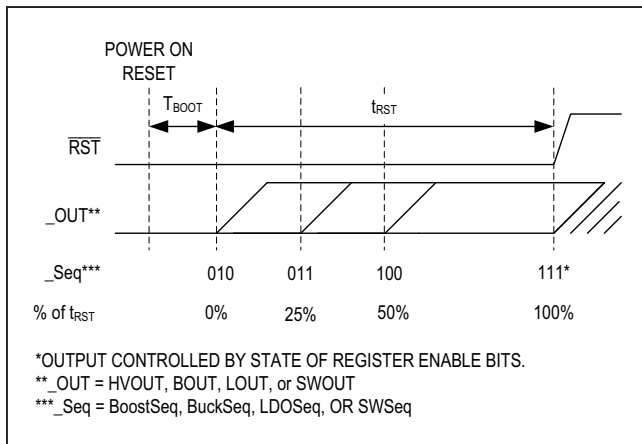 POWER ON
RESET
TBOOT
tRST
RST
_OUT**
_Seq*** 010 011 100 111*
% of tRST 0% 25% 50% 100%
*OUTPUT CONTROLLED BY STATE OF REGISTER ENABLE BITS.
**_OUT = HVOUT, BOUT, LOUT, or SWOUT
***_Seq = BoostSeq, BuckSeq, LDOSeq, OR SWSeq